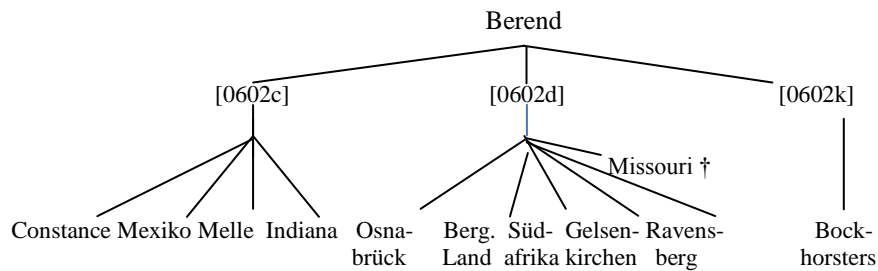 Berend
[0602c] [0602d] [0602k]
Missouri †
Constance Mexiko Melle Indiana Osna- Berg. Süd- Gelsen- Ravens- Bock-
brück Land afrika kirchen berg horsters